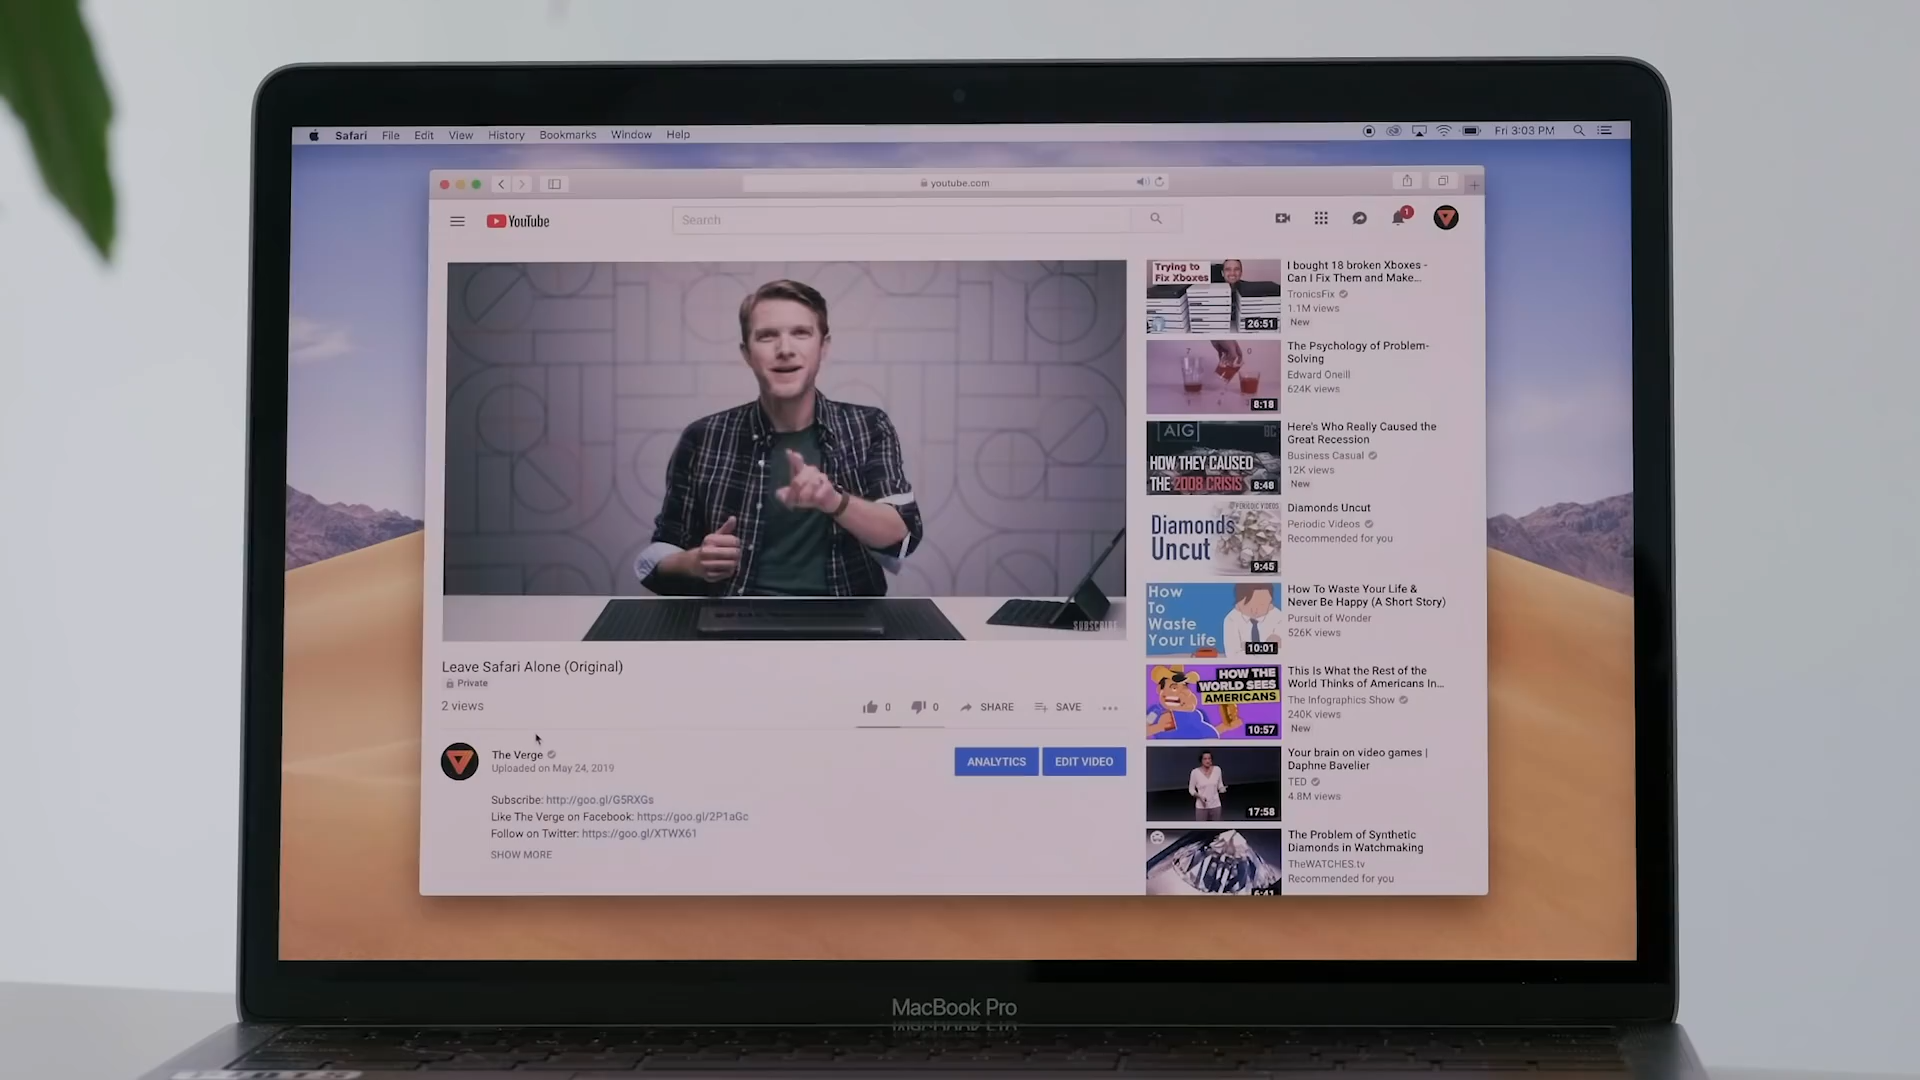 Safari File Edit View History Bookmarks Window Help
Fri 3:03 PM
youtube.com
YouTube
Search
1
SUBSCRIBE
Leave Safari Alone (Original)
Private
2 views
0
0
SHARE
SAVE
The Verge
Uploaded on May 24, 2019
ANALYTICS
EDIT VIDEO
Subscribe: http://goo.gl/G5RXGs
Like The Verge on Facebook: https://goo.gl/2P1aGc
Follow on Twitter: https://goo.gl/XTWX61
SHOW MORE
Trying to
Fix Xboxes
26:51
I bought 18 broken Xboxes -
Can I Fix Them and Make...
TronicsFix
1.1M views
New
8:18
The Psychology of Problem-
Solving
Edward Oneill
624K views
AIG
HOW THEY CAUSED
THE 2008 CRISIS
8:48
Here's Who Really Caused the
Great Recession
Business Casual
12K views
New
PERIODIC VIDEOS
Diamonds
Uncut
9:45
Diamonds Uncut
Periodic Videos
Recommended for you
How
To
Waste
Your Life
10:01
How To Waste Your Life &
Never Be Happy (A Short Story)
Pursuit of Wonder
526K views
HOW THE
WORLD SEES
AMERICANS
10:57
This Is What the Rest of the
World Thinks of Americans In...
The Infographics Show
240K views
New
17:58
Your brain on video games |
Daphne Bavelier
TED
4.8M views
6:41
The Problem of Synthetic
Diamonds in Watchmaking
TheWATCHES.tv
Recommended for you
MacBook Pro